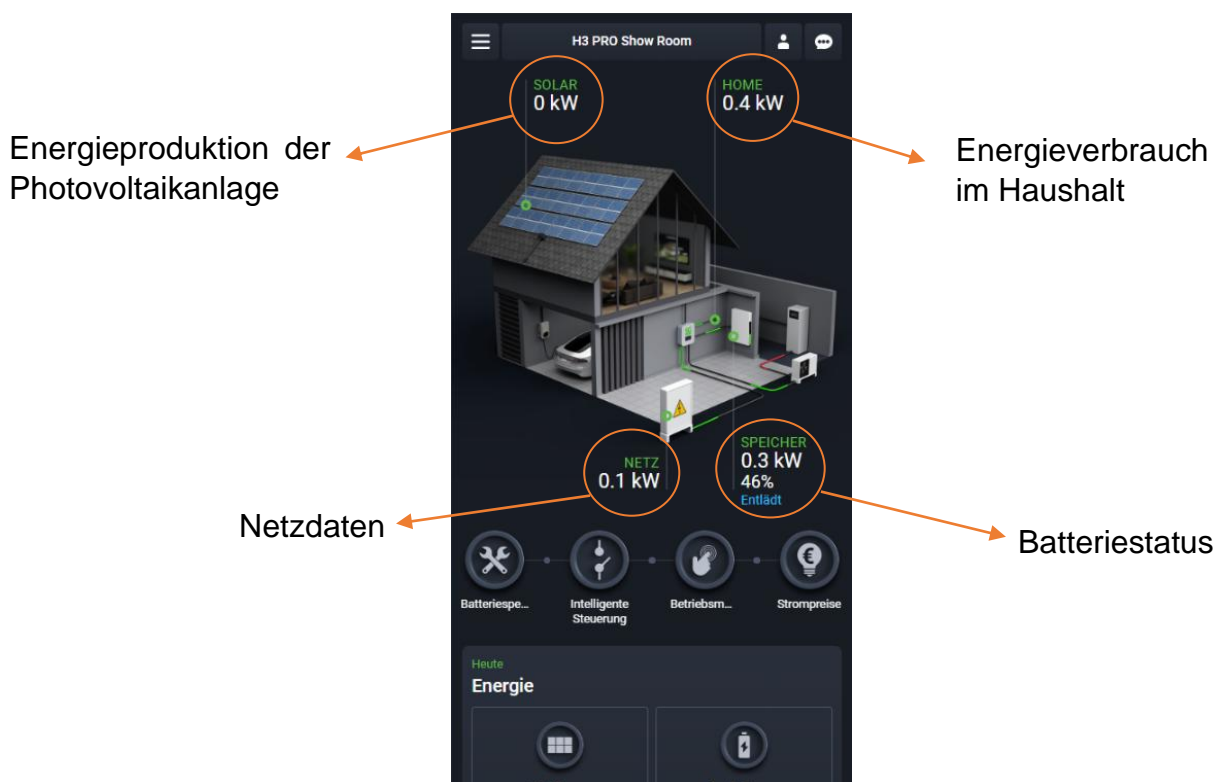 H3 PRO Show Room
SOLAR
0 kW
HOME
0.4 kW
Energieproduktion der
Photovoltaikanlage
Energieverbrauch
im Haushalt
NETZ
0.1 kW
SPEICHER
0.3 kW
46%
Entlädt
Netzdaten
Batteriestatus
Batteriespe...
Intelligente
Steuerung
Betriebsm...
Strompreise
Heute
Energie